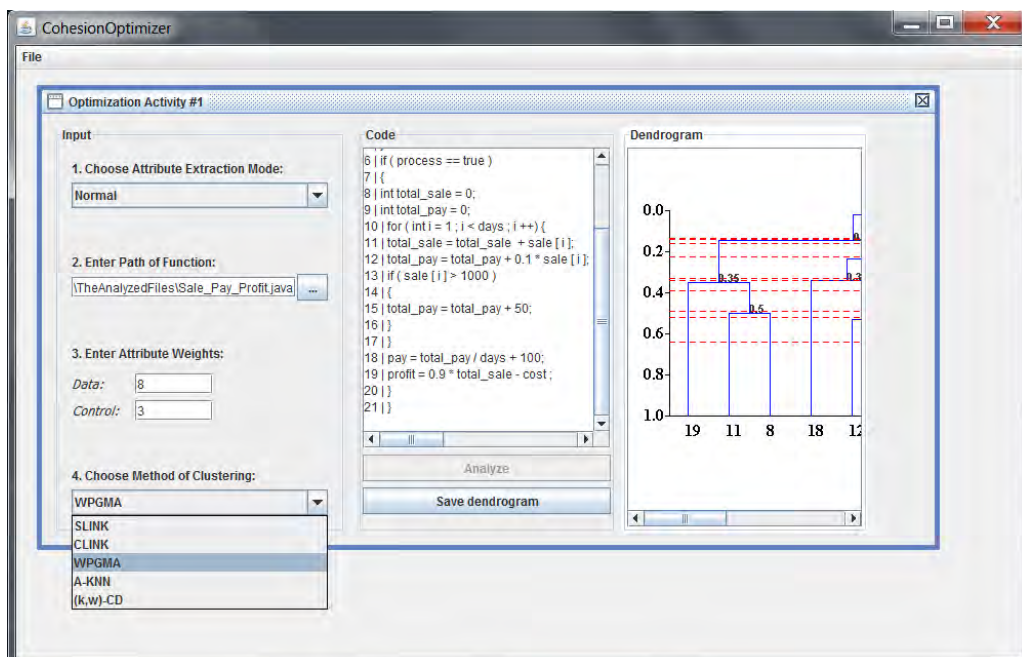 CohesionOptimizer
File
Optimization Activity #1
Input
1. Choose Attribute Extraction Mode:
Normal
2. Enter Path of Function:
\TheAnalyzedFiles\Sale_Pay_Profit.java
...
3. Enter Attribute Weights:
Data: 8
Control: 3
4. Choose Method of Clustering:
WPGMA
SLINK
CLINK
WPGMA
A-KNN
(k,w)-CD
Code
6 | if ( process == true )
7 | {
8 | int total_sale = 0;
9 | int total_pay = 0;
10 | for ( int i = 1 ; i < days ; i ++) {
11 | total_sale = total_sale + sale [ i ];
12 | total_pay = total_pay + 0.1 * sale [ i ];
13 | if ( sale [ i ] > 1000 )
14 | {
15 | total_pay = total_pay + 50;
16 | }
17 | }
18 | pay = total_pay / days + 100;
19 | profit = 0.9 * total_sale - cost ;
20 | }
21 | }
Analyze
Save dendrogram
Dendrogram
0.0
0.2
0.35
0.4
0.5
0.6
0.8
1.0
19 11 8 18 12